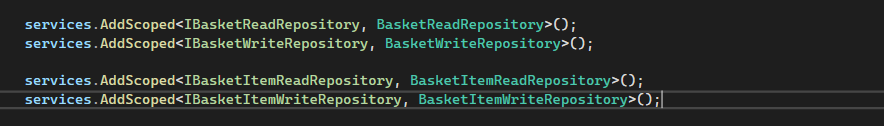 services.AddScoped<IBasketReadRepository, BasketReadRepository>();
services.AddScoped<IBasketWriteRepository, BasketWriteRepository>();
services.AddScoped<IBasketItemReadRepository, BasketItemReadRepository>();
services.AddScoped<IBasketItemWriteRepository, BasketItemWriteRepository>();